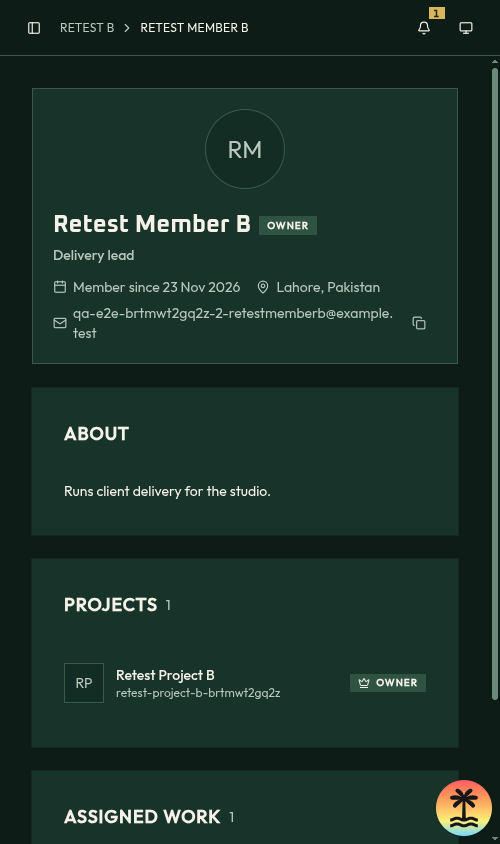 RETEST B > RETEST MEMBER B
1
RM
Retest Member B OWNER
Delivery lead
Member since 23 Nov 2026 Lahore, Pakistan
qa-e2e-brtmwt2gq2z-2-retestmemberb@example.
test
ABOUT
Runs client delivery for the studio.
PROJECTS 1
RP
Retest Project B
retest-project-b-brtmwt2gq2z
OWNER
ASSIGNED WORK 1